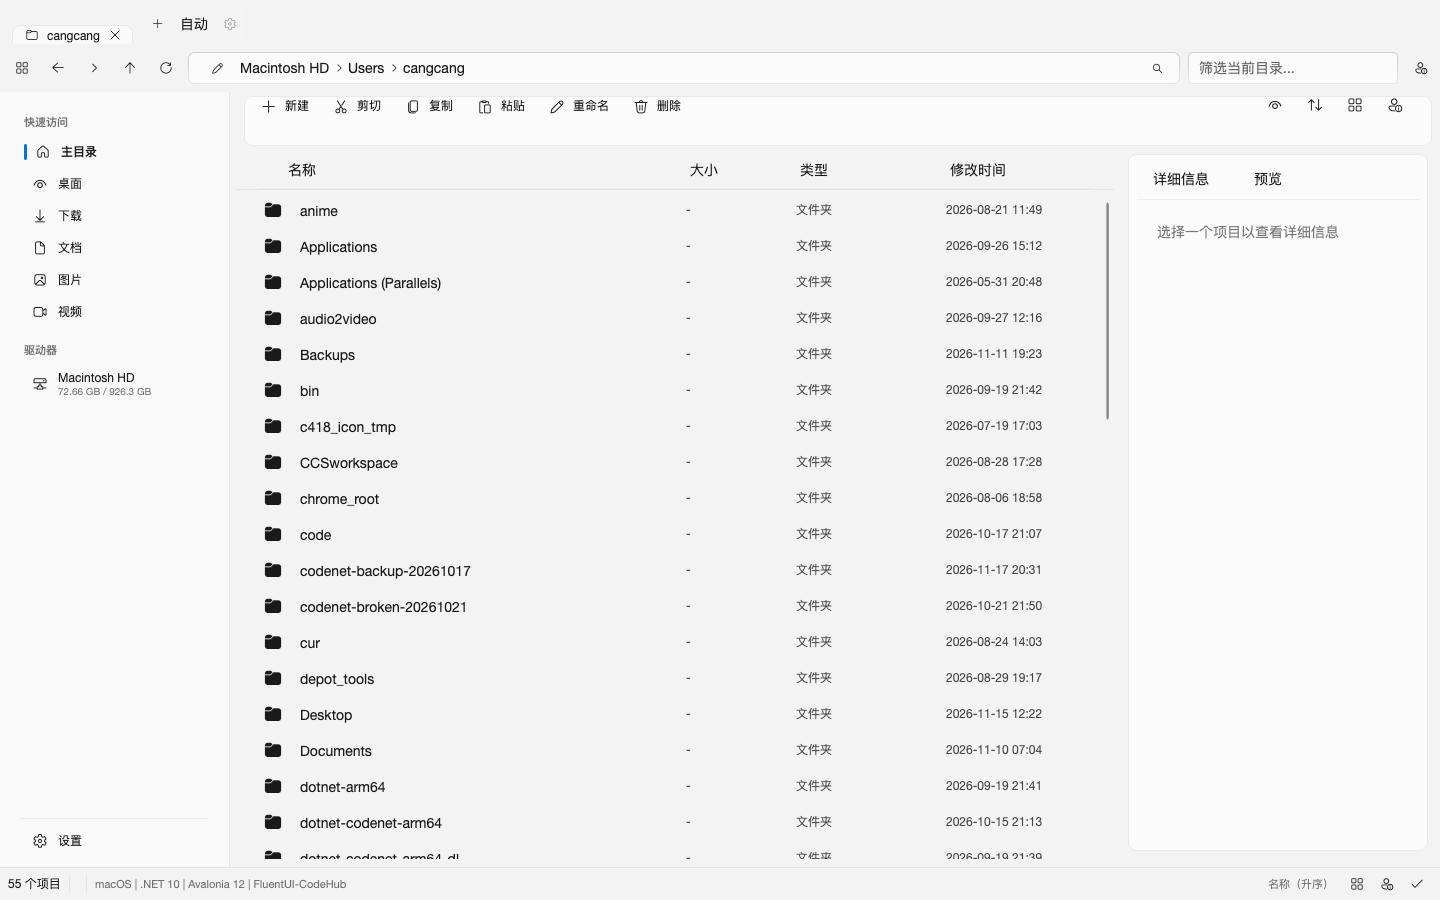 cangcang
自动
Macintosh HD
Users
cangcang
筛选当前目录...
快速访问
主目录
桌面
下载
文档
图片
视频
驱动器
Macintosh HD
72.66 GB / 926.3 GB
设置
新建
剪切
复制
粘贴
重命名
删除
名称 大小 类型 修改时间
anime - 文件夹 2026-08-21 11:49
Applications - 文件夹 2026-09-26 15:12
Applications (Parallels) - 文件夹 2026-05-31 20:48
audio2video - 文件夹 2026-09-27 12:16
Backups - 文件夹 2026-11-11 19:23
bin - 文件夹 2026-09-19 21:42
c418_icon_tmp - 文件夹 2026-07-19 17:03
CCSworkspace - 文件夹 2026-08-28 17:28
chrome_root - 文件夹 2026-08-06 18:58
code - 文件夹 2026-10-17 21:07
codenet-backup-20261017 - 文件夹 2026-11-17 20:31
codenet-broken-20261021 - 文件夹 2026-10-21 21:50
cur - 文件夹 2026-08-24 14:03
depot_tools - 文件夹 2026-08-29 19:17
Desktop - 文件夹 2026-11-15 12:22
Documents - 文件夹 2026-11-10 07:04
dotnet-arm64 - 文件夹 2026-09-19 21:41
dotnet-codenet-arm64 - 文件夹 2026-10-15 21:13
dotnet-codenet-arm64-dl - 文件夹 2026-09-19 21:39
详细信息 预览
选择一个项目以查看详细信息
55 个项目
macOS | .NET 10 | Avalonia 12 | FluentUI-CodeHub
名称（升序）